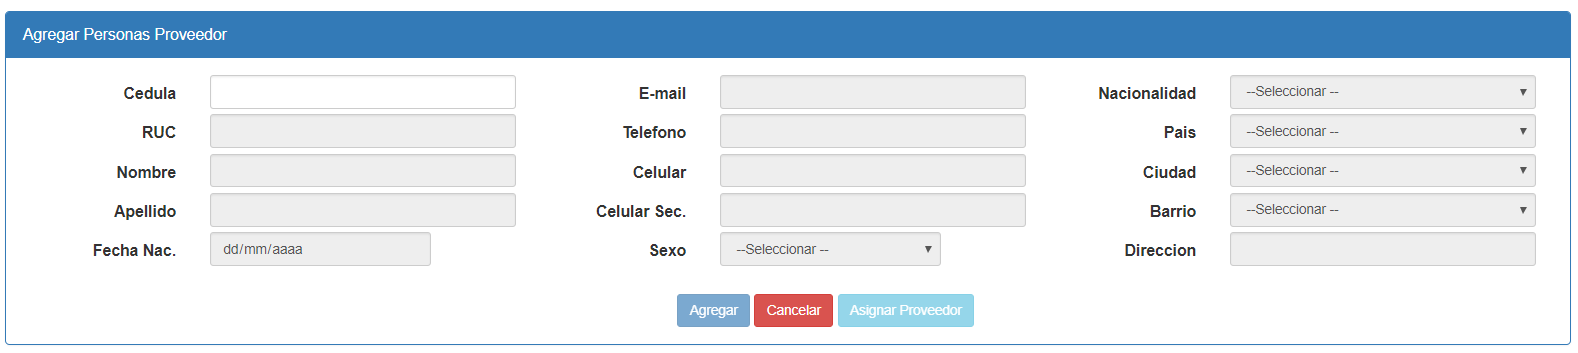 Agregar Personas Proveedor
Cedula E-mail Nacionalidad --Seleccionar --
RUC Telefono Pais --Seleccionar --
Nombre Celular Ciudad --Seleccionar --
Apellido Celular Sec. Barrio --Seleccionar --
Fecha Nac. dd/mm/aaaa Sexo --Seleccionar -- Direccion
Agregar Cancelar Asignar Proveedor